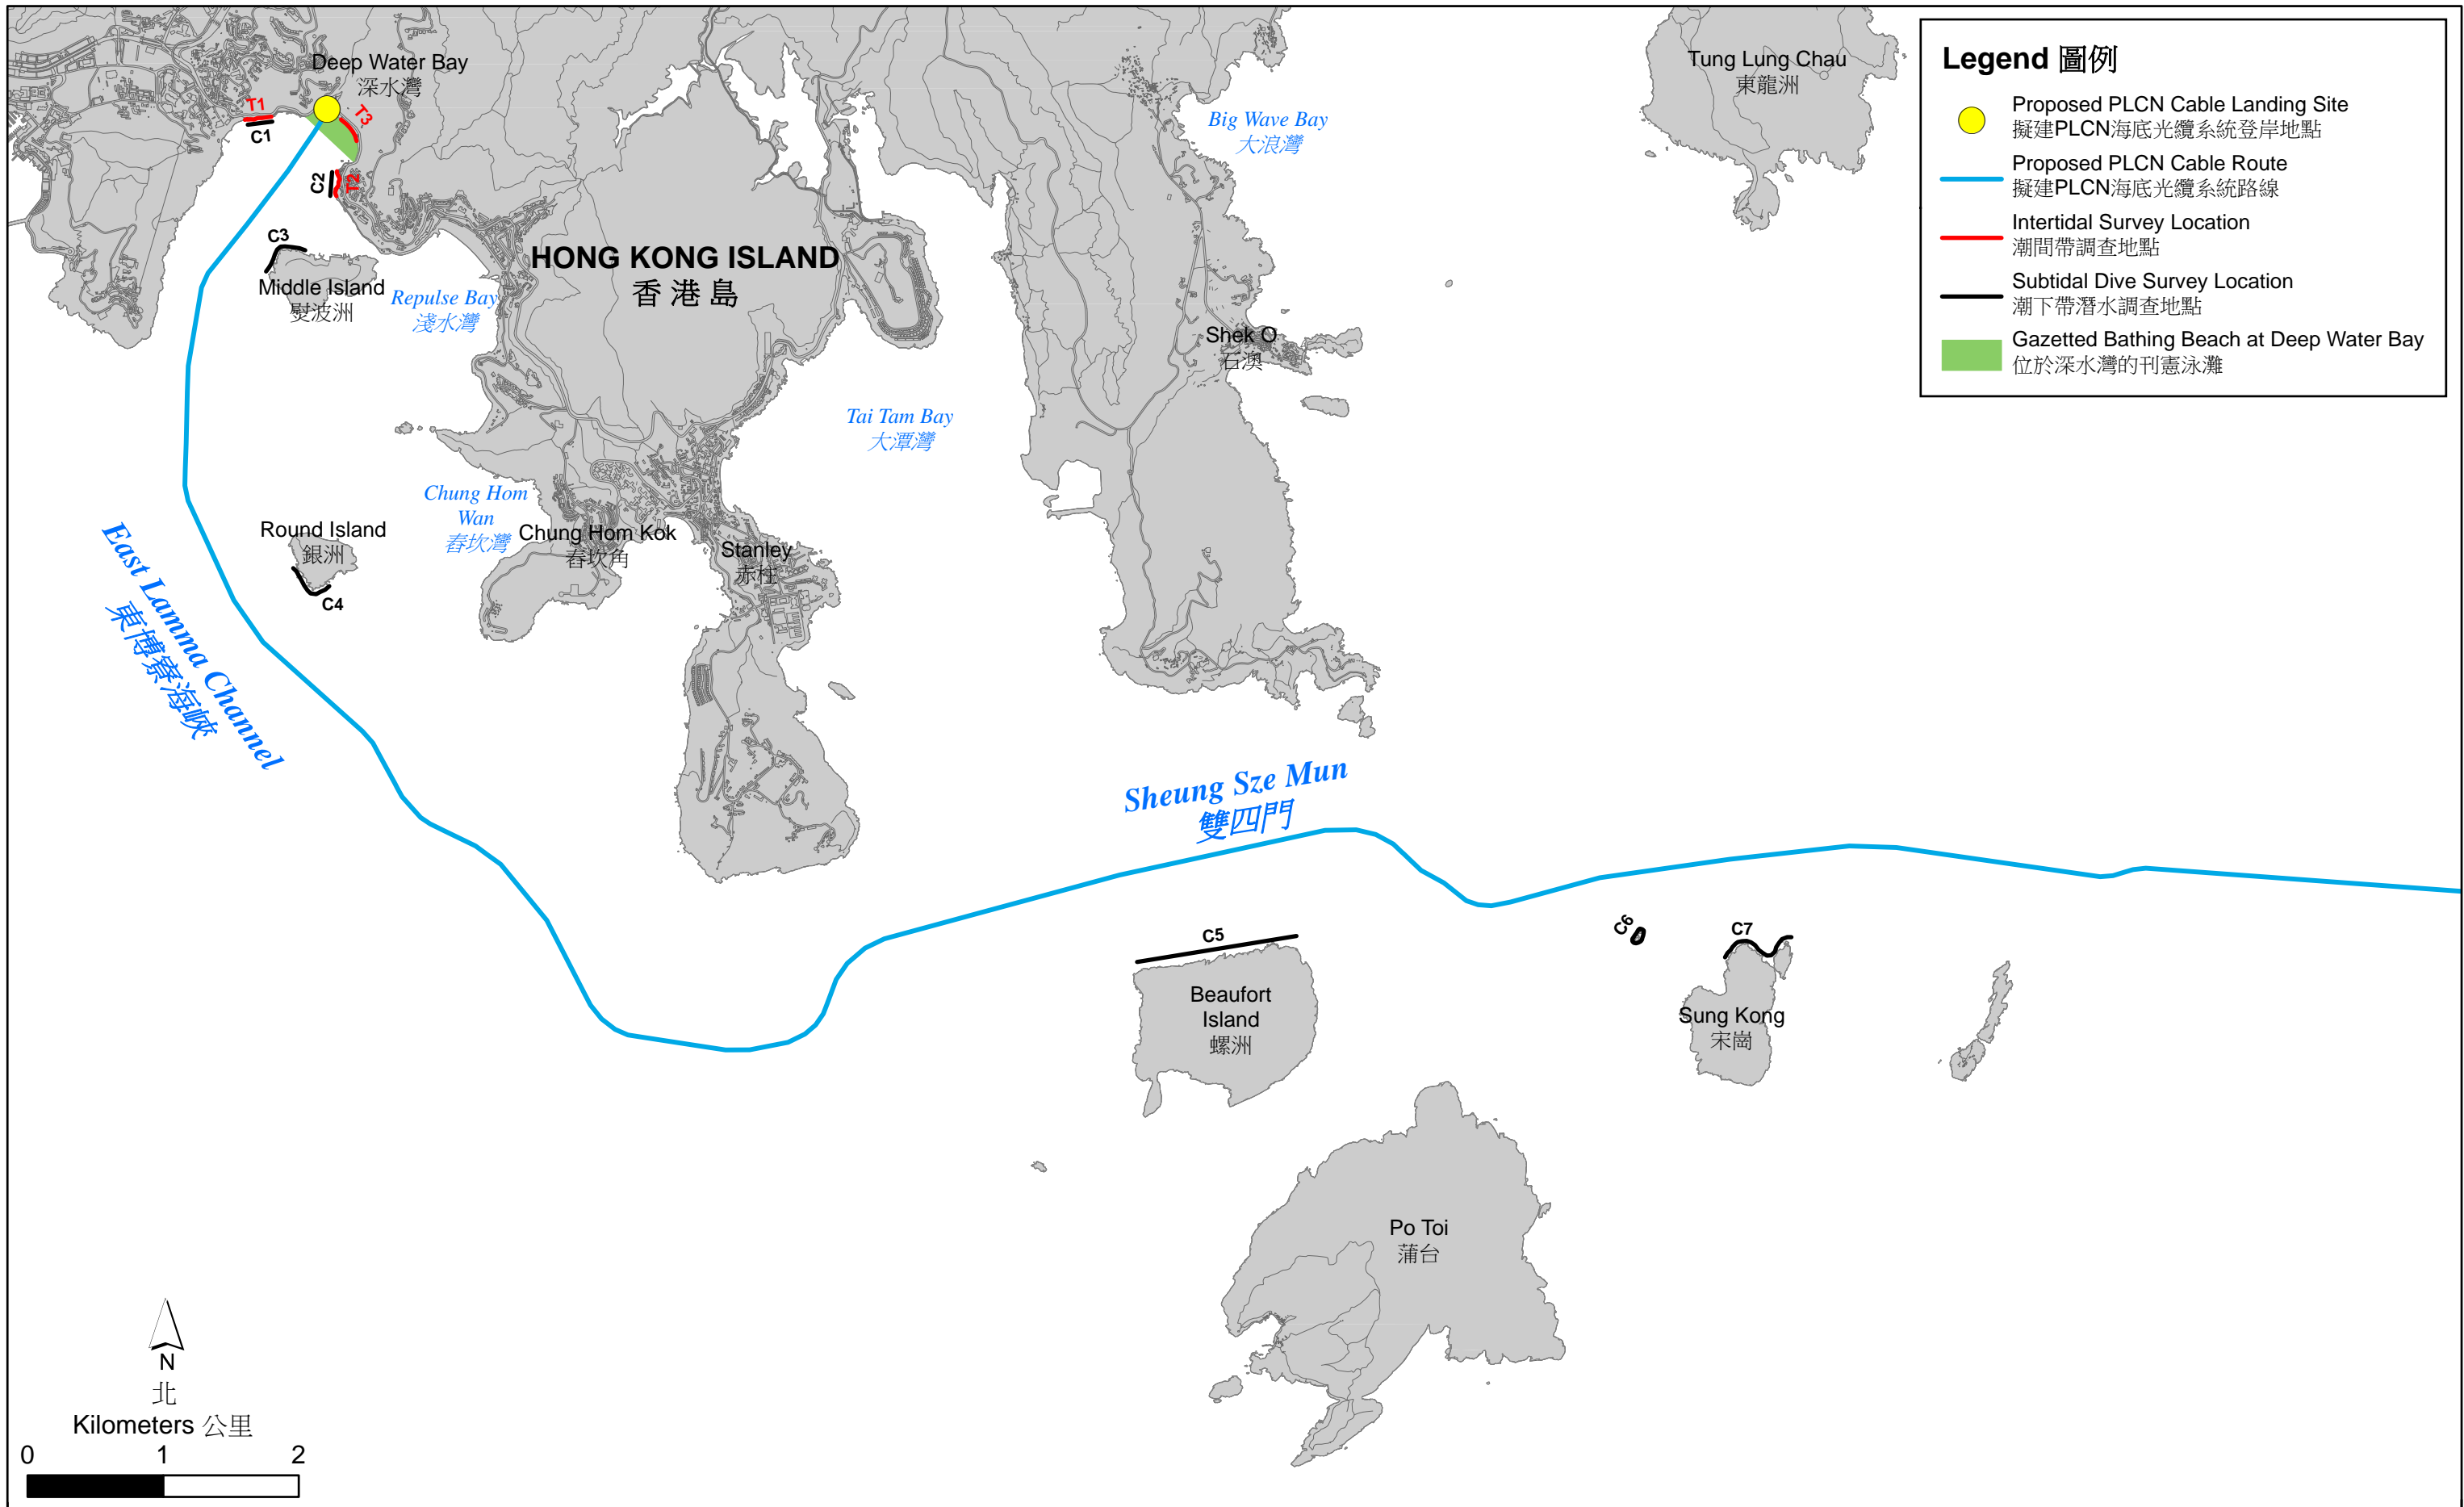 Deep Water Bay
深水灣
T1
C1
T3
C2
T2
C3
Middle Island
熨波洲
Repulse Bay
淺水灣
HONG KONG ISLAND
香港島
Big Wave Bay
大浪灣
Tung Lung Chau
東龍洲
Shek O
石澳
Tai Tam Bay
大潭灣
Chung Hom
Wan
舂坎灣
Chung Hom Kok
舂坎角
Stanley
赤柱
Round Island
銀洲
C4
East Lamma Channel
東博寮海峽
Sheung Sze Mun
雙四門
C5
Beaufort
Island
螺洲
C6
C7
Sung Kong
宋崗
Po Toi
蒲台
Legend 圖例
Proposed PLCN Cable Landing Site
擬建PLCN海底光纜系統登岸地點
Proposed PLCN Cable Route
擬建PLCN海底光纜系統路線
Intertidal Survey Location
潮間帶調查地點
Subtidal Dive Survey Location
潮下帶潛水調查地點
Gazetted Bathing Beach at Deep Water Bay
位於深水灣的刊憲泳灘
N
北
Kilometers 公里
0 1 2